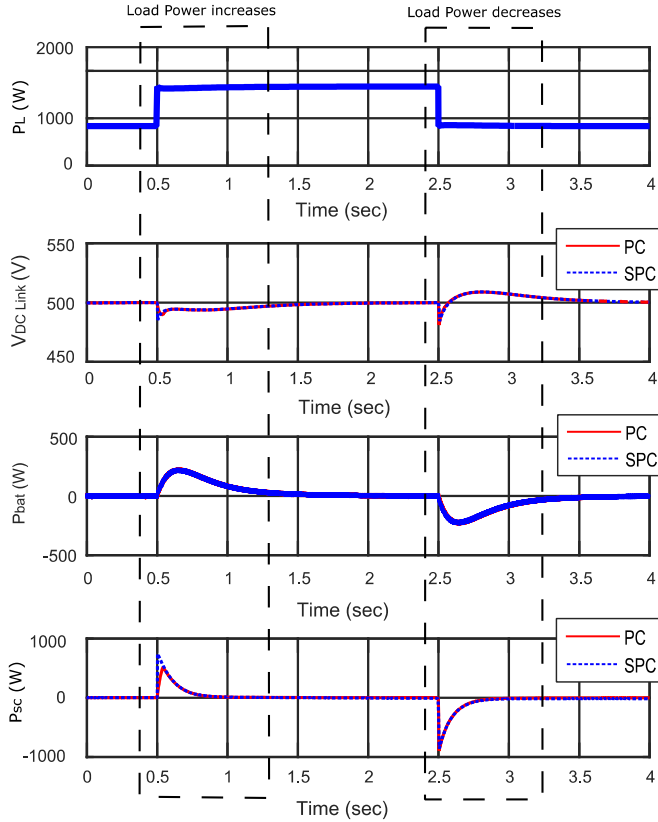 Load Power increases Load Power decreases
PL (W)
2000
1000
0
0 0.5 1 1.5 2 2.5 3 3.5 4
Time (sec)
VDC Link (V)
550
500
450
PC
SPC
0 0.5 1 1.5 2 2.5 3 3.5 4
Time (sec)
Pbat (W)
500
0
-500
PC
SPC
0 0.5 1 1.5 2 2.5 3 3.5 4
Time (sec)
Psc (W)
1000
0
-1000
PC
SPC
0 0.5 1 1.5 2 2.5 3 3.5 4
Time (sec)